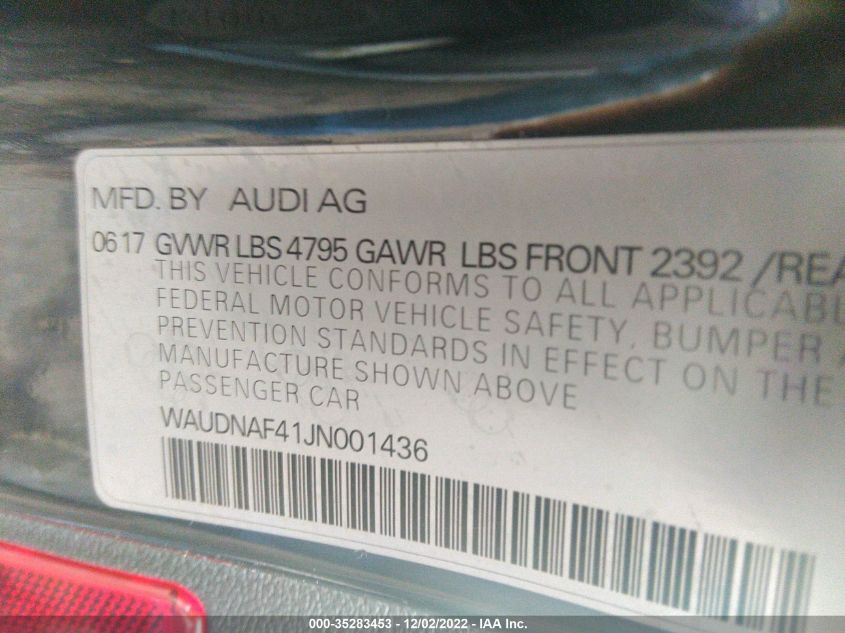 MFD. BY AUDI AG
0617 GVWR LBS 4795 GAWR LBS FRONT 2392 /REA
THIS VEHICLE CONFORMS TO ALL APPLICABL
FEDERAL MOTOR VEHICLE SAFETY, BUMPER A
PREVENTION STANDARDS IN EFFECT ON THE
MANUFACTURE SHOWN ABOVE
PASSENGER CAR
WAUDNAF41JN001436
000-35283453 - 12/02/2022 - IAA Inc.